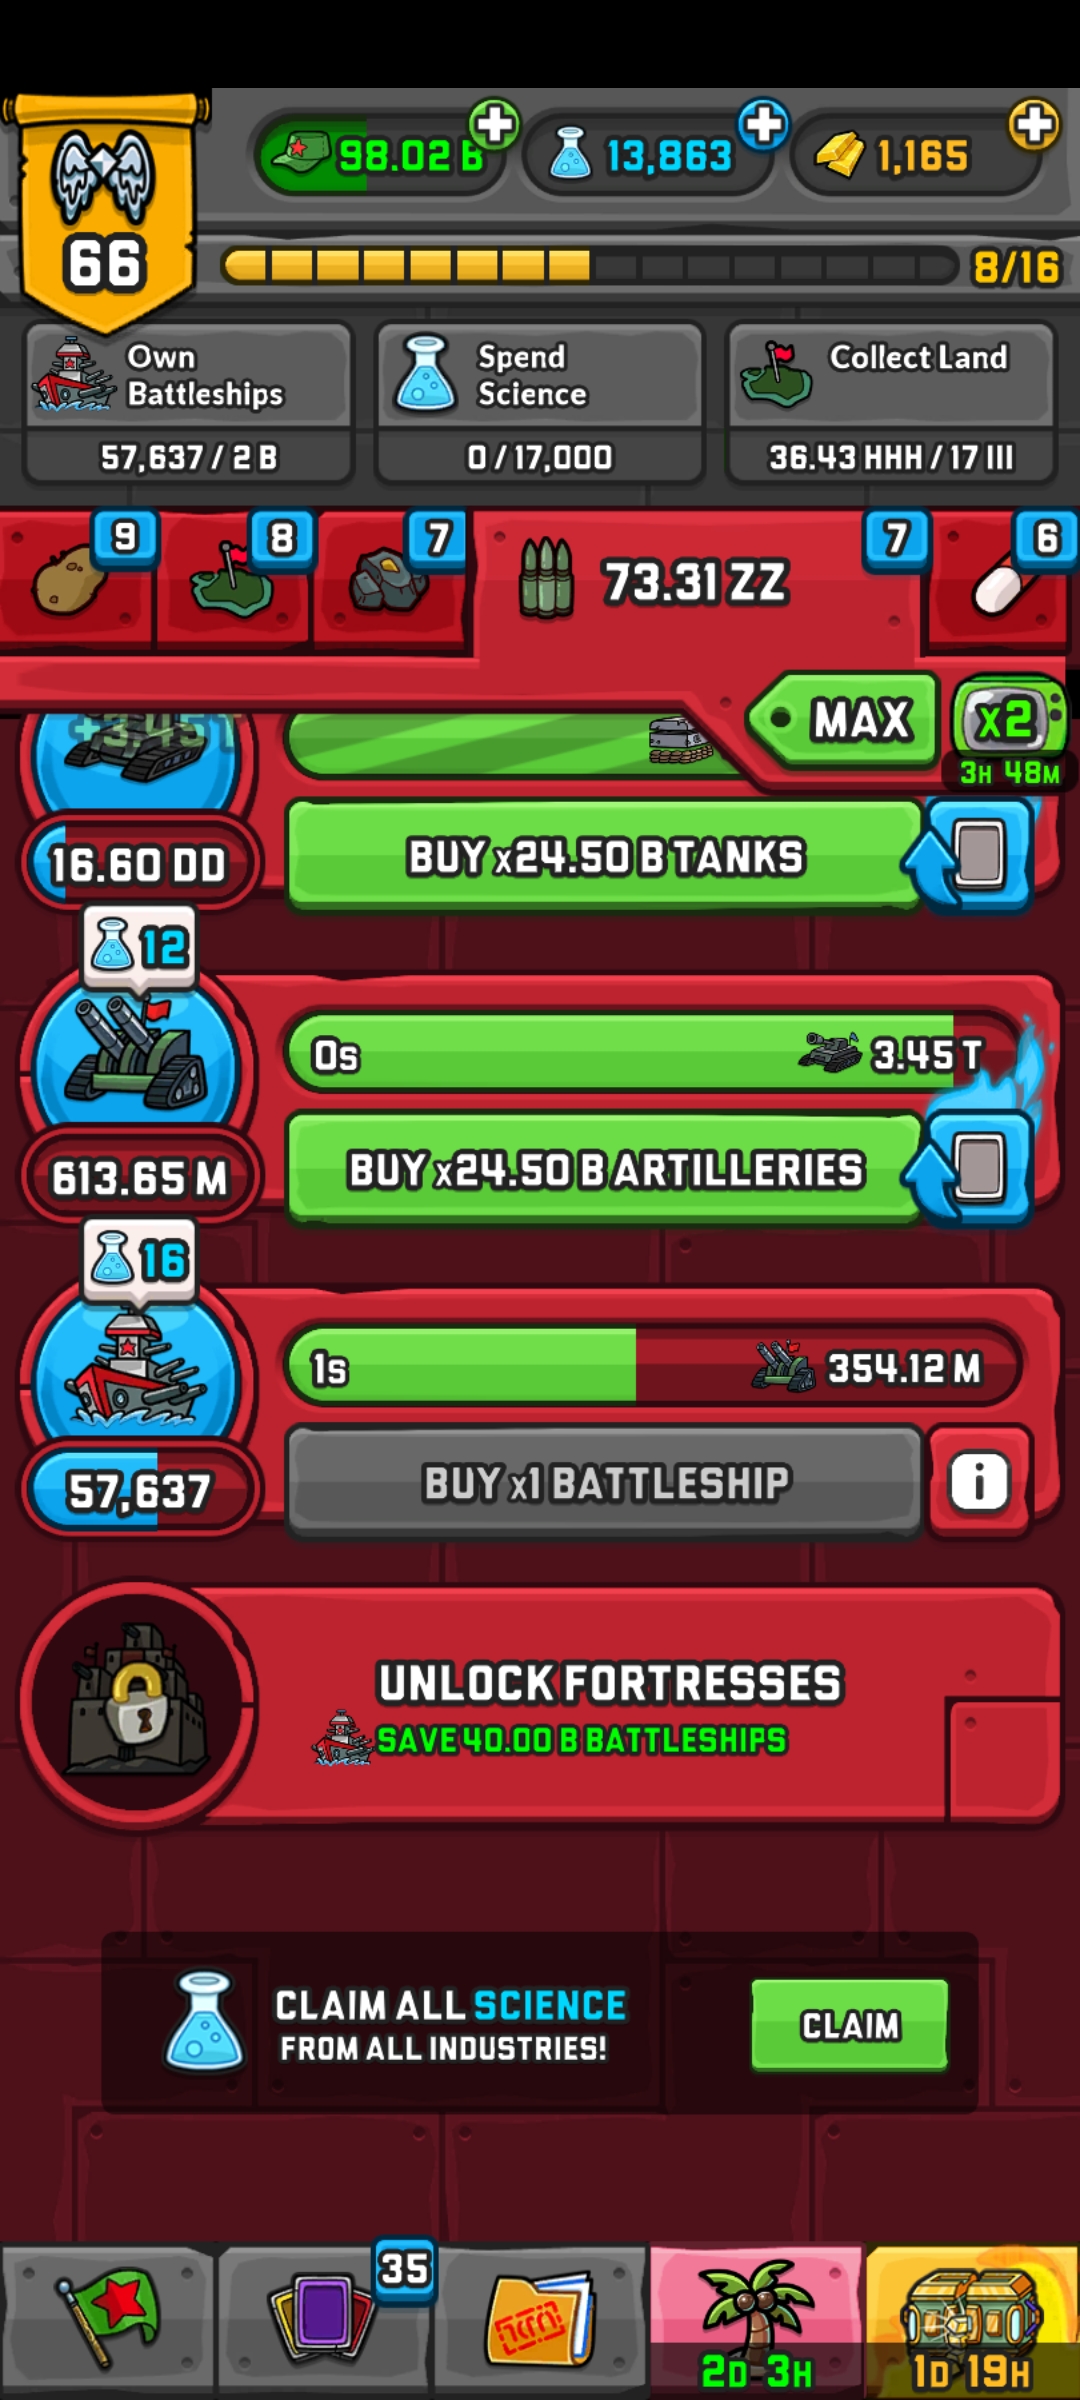 66
98.02 B
13,863
1,165
8/16
Own
Battleships
57,637 / 2 B
Spend
Science
0 / 17,000
Collect Land
36.43 HHH / 17 III
9
8
7
73.31 ZZ
7
6
MAX
x2
3H 48M
+3.45 T
16.60 DD
BUY x24.50 B TANKS
12
0s
3.45 T
613.65 M
BUY x24.50 B ARTILLERIES
16
1s
354.12 M
57,637
BUY x1 BATTLESHIP
i
UNLOCK FORTRESSES
SAVE 40.00 B BATTLESHIPS
CLAIM ALL SCIENCE
FROM ALL INDUSTRIES!
CLAIM
35
2D 3H
1D 19H